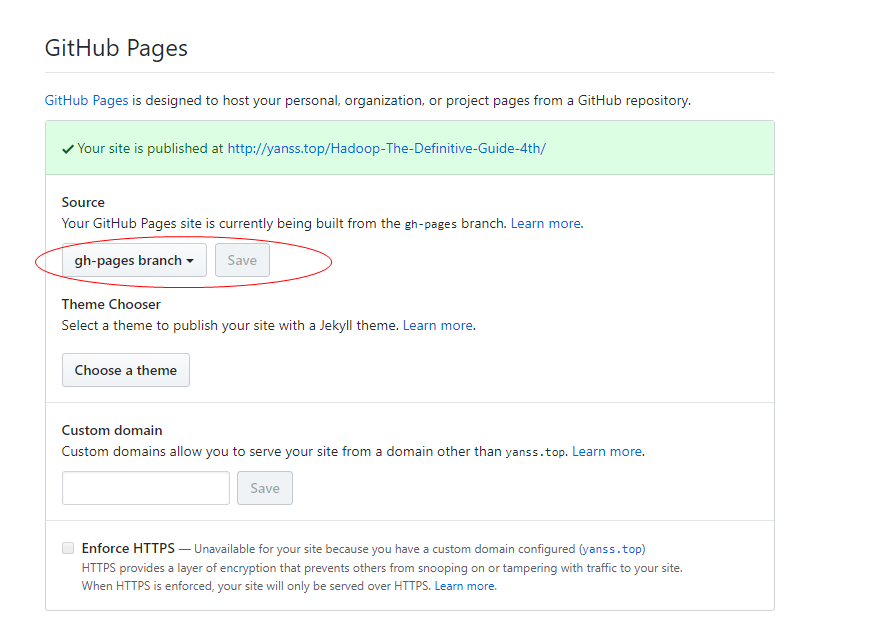 GitHub Pages
GitHub Pages is designed to host your personal, organization, or project pages from a GitHub repository.
Your site is published at http://yanss.top/Hadoop-The-Definitive-Guide-4th/
Source
Your GitHub Pages site is currently being built from the gh-pages branch. Learn more.
gh-pages branch Save
Theme Chooser
Select a theme to publish your site with a Jekyll theme. Learn more.
Choose a theme
Custom domain
Custom domains allow you to serve your site from a domain other than yanss.top. Learn more.
Save
Enforce HTTPS — Unavailable for your site because you have a custom domain configured (yanss.top)
HTTPS provides a layer of encryption that prevents others from snooping on or tampering with traffic to your site.
When HTTPS is enforced, your site will only be served over HTTPS. Learn more.